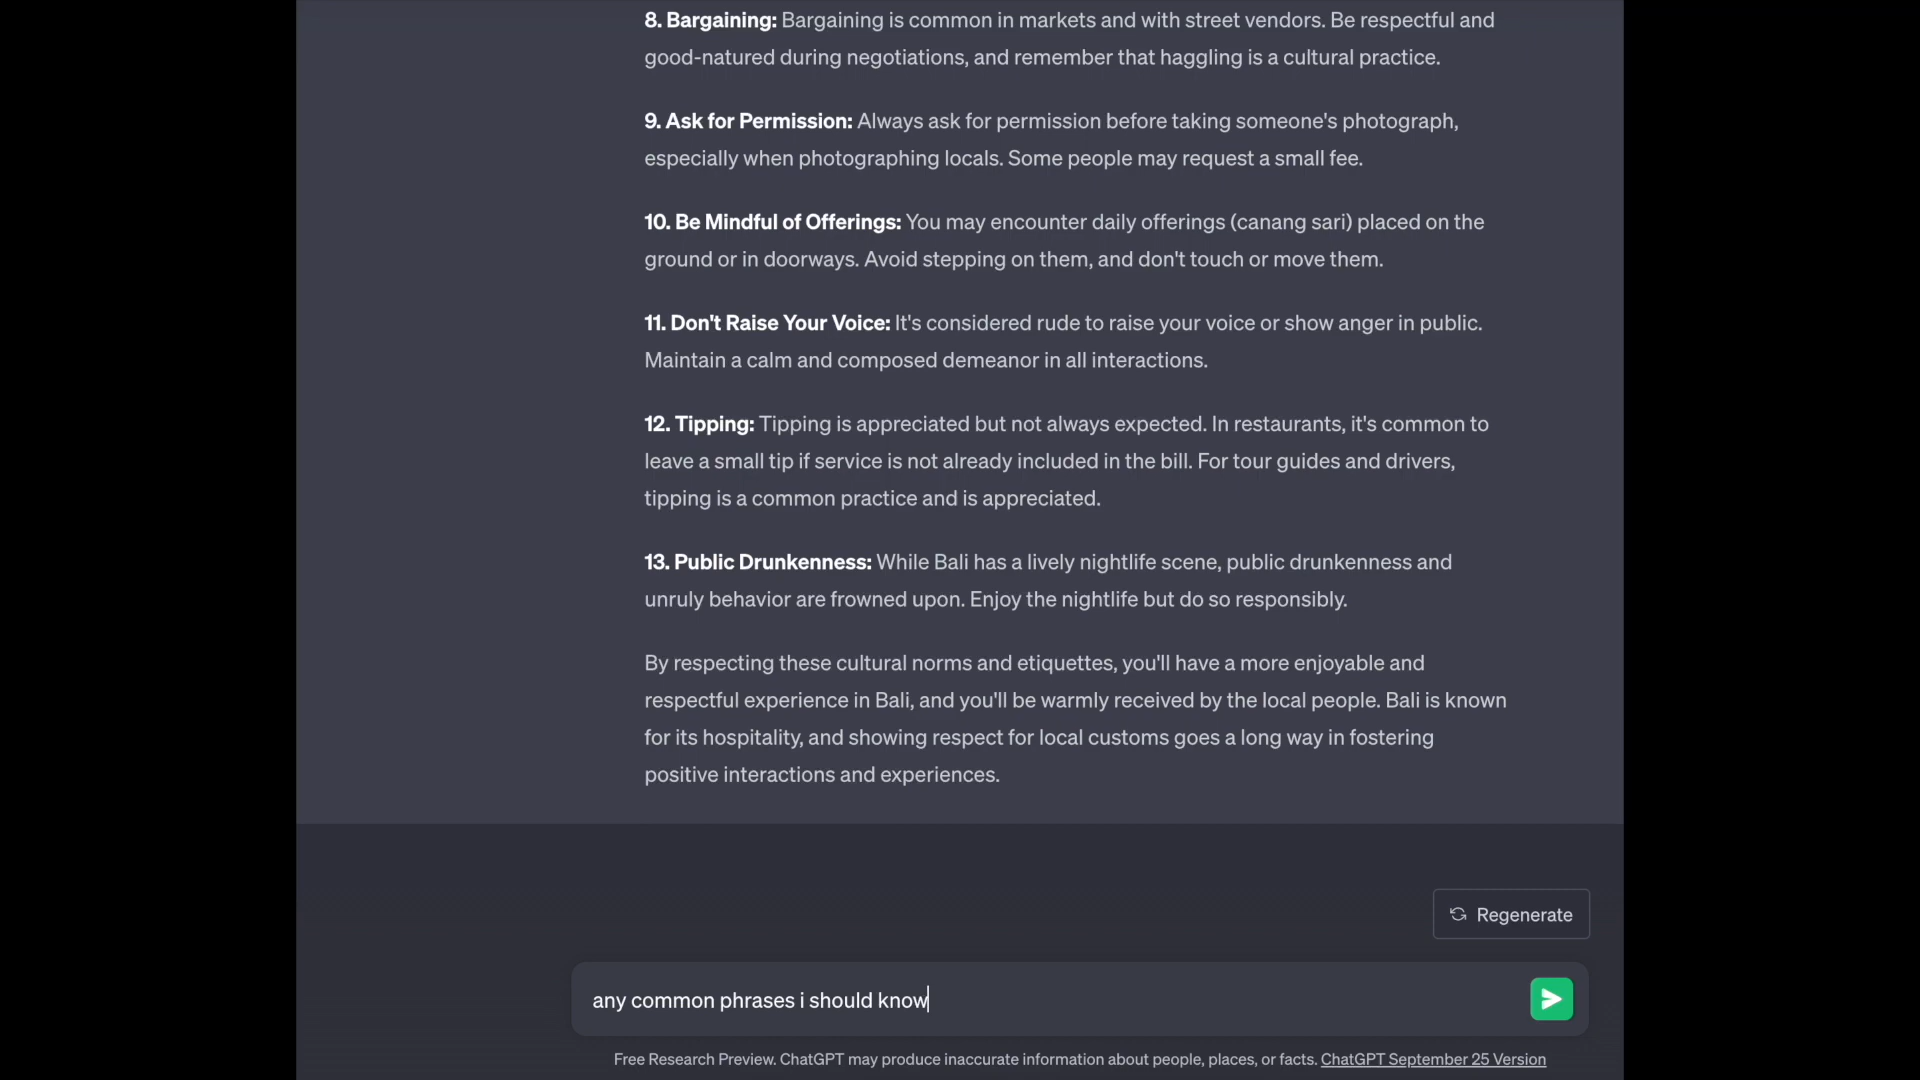 8. Bargaining: Bargaining is common in markets and with street vendors. Be respectful and
good-natured during negotiations, and remember that haggling is a cultural practice.
9. Ask for Permission: Always ask for permission before taking someone's photograph,
especially when photographing locals. Some people may request a small fee.
10. Be Mindful of Offerings: You may encounter daily offerings (canang sari) placed on the
ground or in doorways. Avoid stepping on them, and don't touch or move them.
11. Don't Raise Your Voice: It's considered rude to raise your voice or show anger in public.
Maintain a calm and composed demeanor in all interactions.
12. Tipping: Tipping is appreciated but not always expected. In restaurants, it's common to
leave a small tip if service is not already included in the bill. For tour guides and drivers,
tipping is a common practice and is appreciated.
13. Public Drunkenness: While Bali has a lively nightlife scene, public drunkenness and
unruly behavior are frowned upon. Enjoy the nightlife but do so responsibly.
By respecting these cultural norms and etiquettes, you'll have a more enjoyable and
respectful experience in Bali, and you'll be warmly received by the local people. Bali is known
for its hospitality, and showing respect for local customs goes a long way in fostering
positive interactions and experiences.
Regenerate
any common phrases i should know
Free Research Preview. ChatGPT may produce inaccurate information about people, places, or facts. ChatGPT September 25 Version